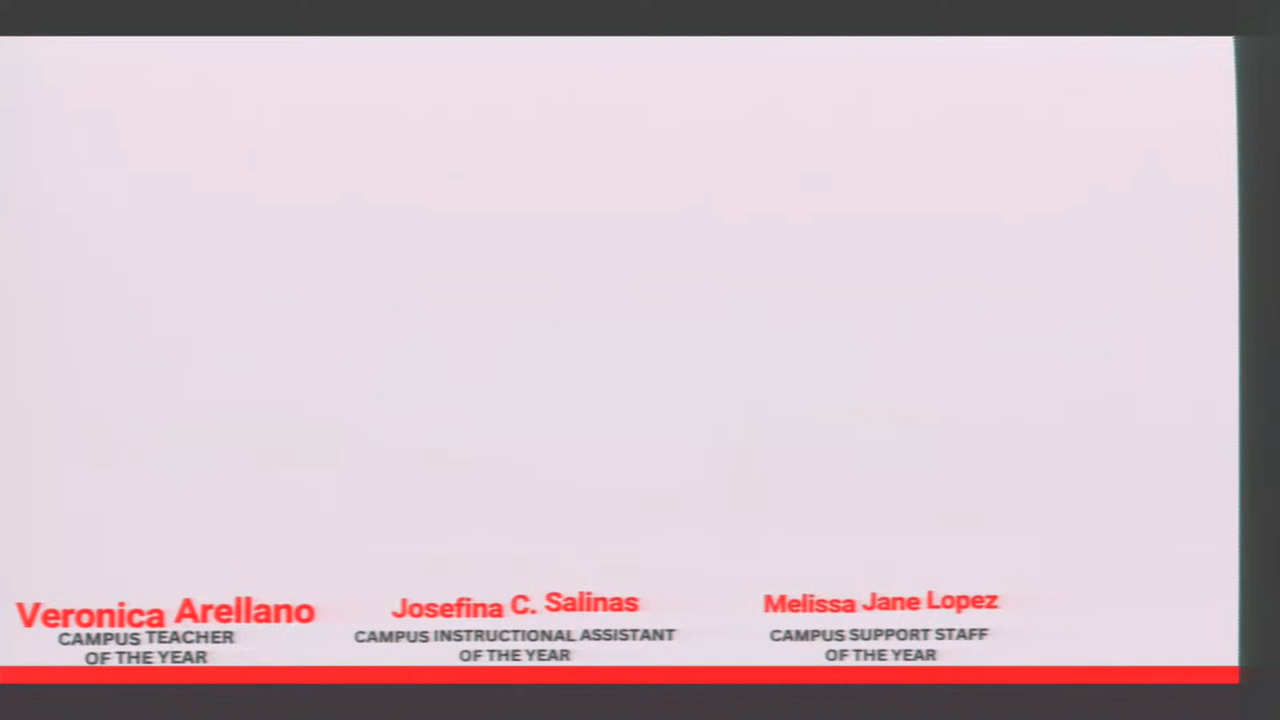 Veronica Arellano
CAMPUS TEACHER
OF THE YEAR
Josefina C. Salinas
CAMPUS INSTRUCTIONAL ASSISTANT
OF THE YEAR
Melissa Jane Lopez
CAMPUS SUPPORT STAFF
OF THE YEAR